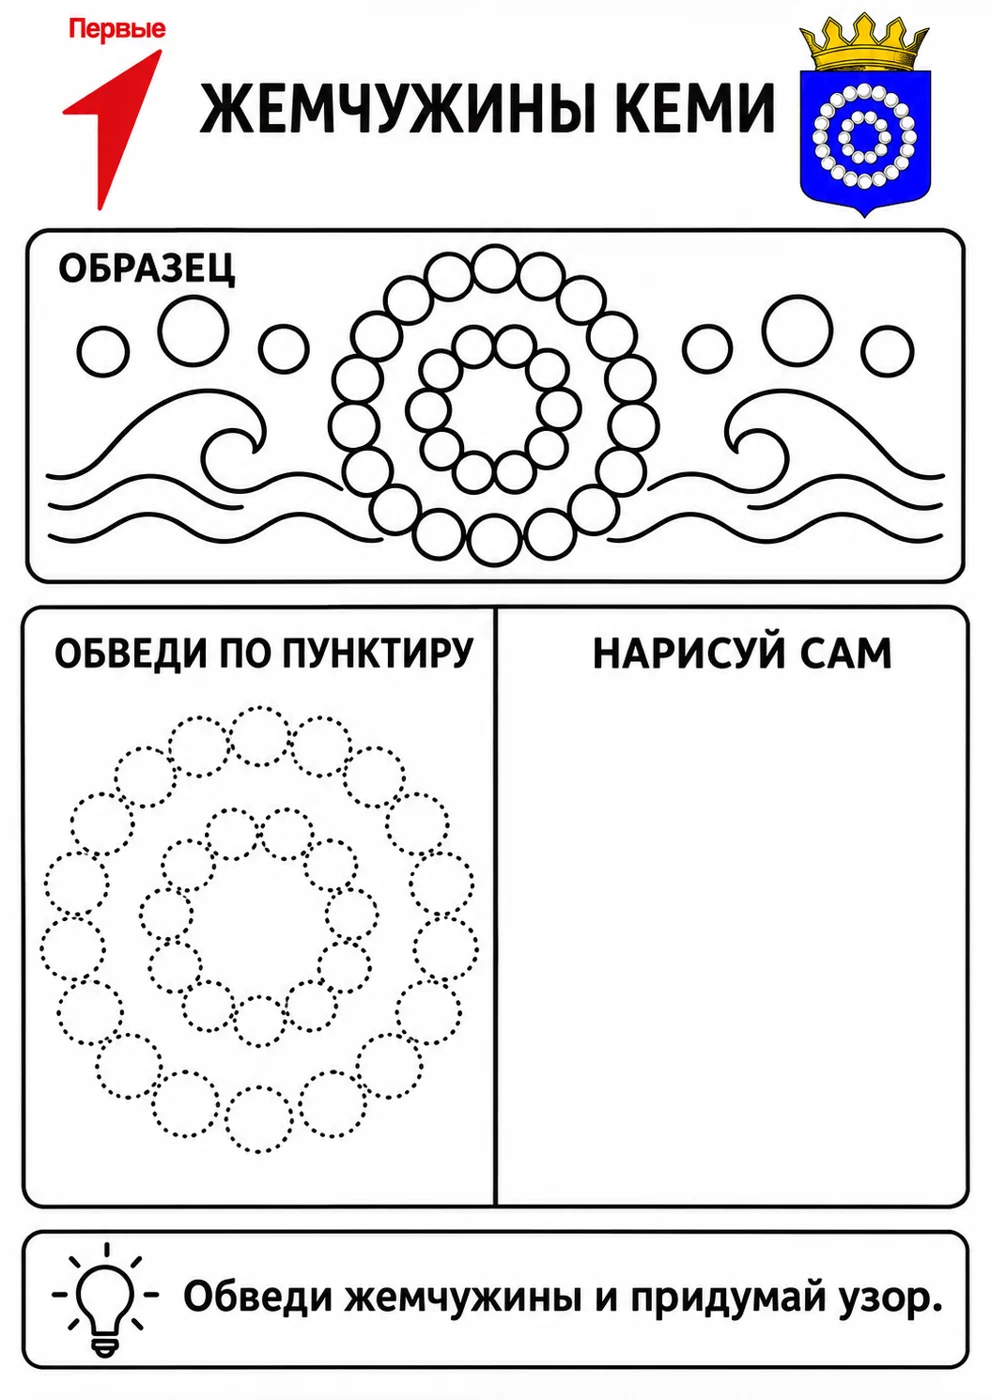 Первые
ЖЕМЧУЖИНЫ КЕМИ
ОБРАЗЕЦ
ОБВЕДИ ПО ПУНКТИРУ
НАРИСУЙ САМ
Обведи жемчужины и придумай узор.